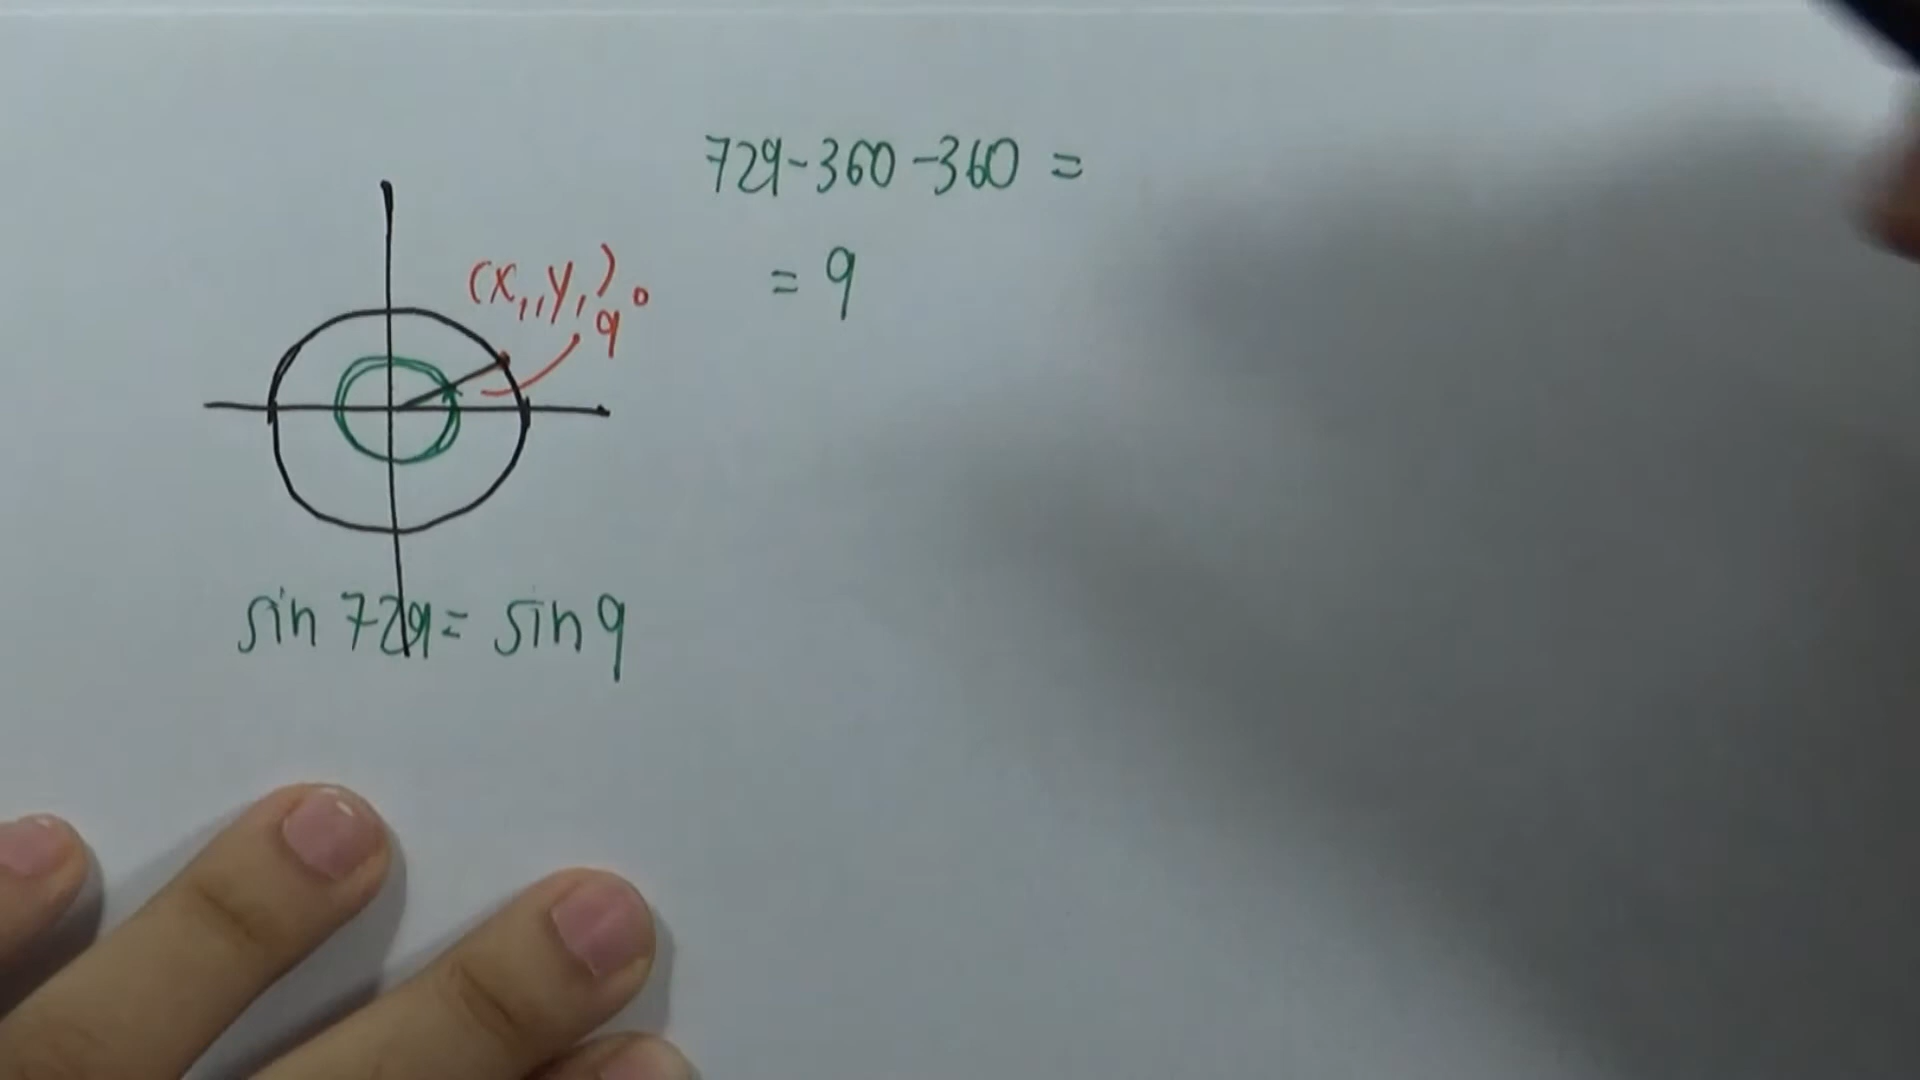 729-360-360 =
= 9
(x₁,y₁)
9°
sin 729= sin 9